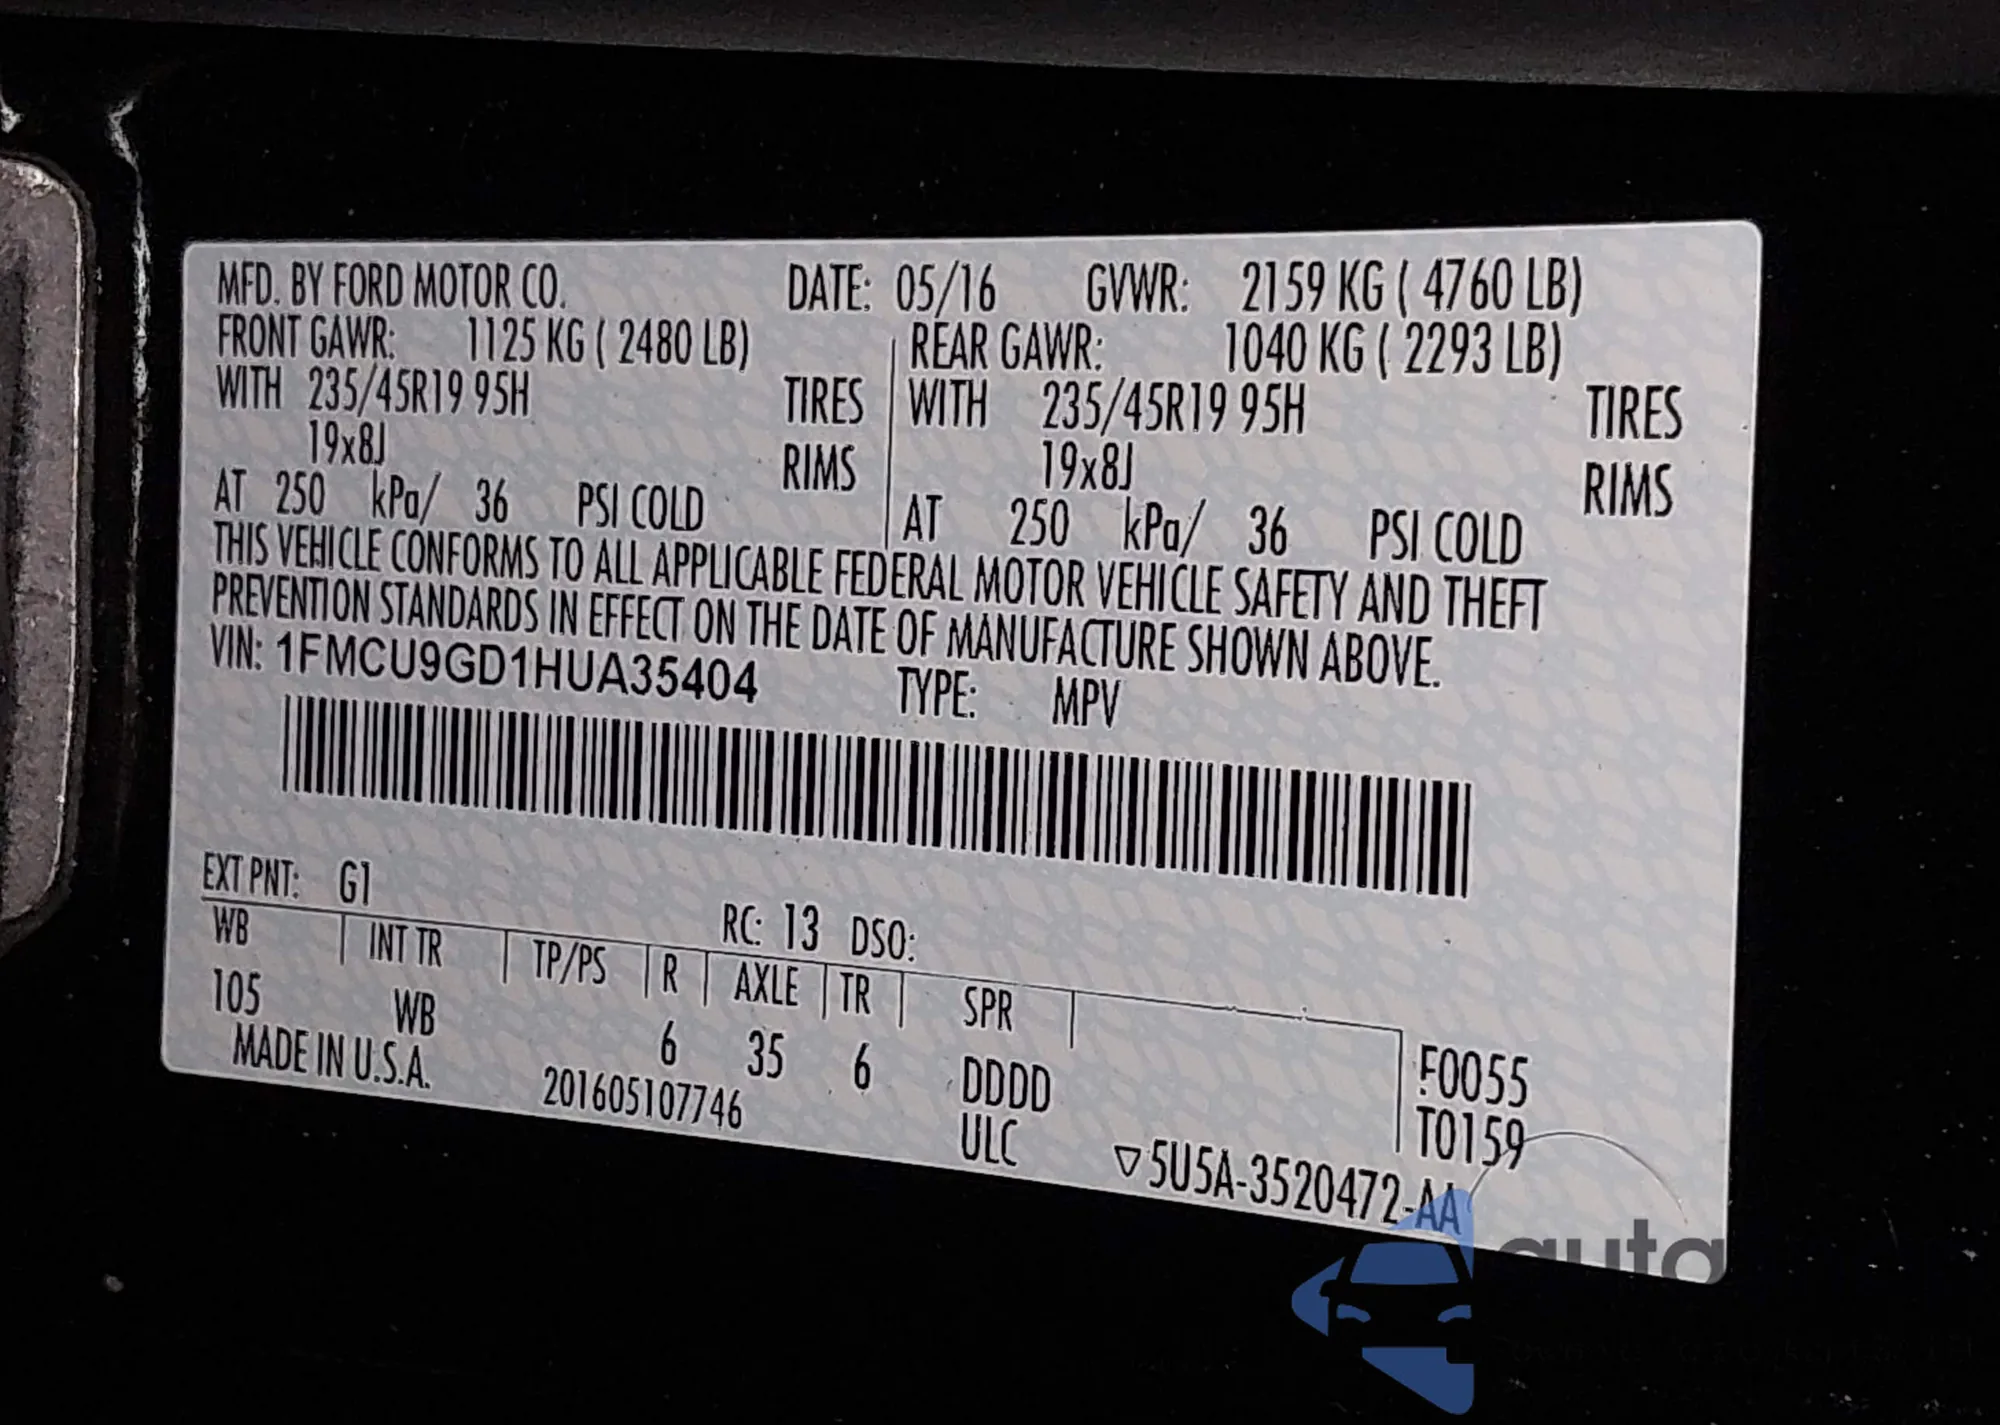 MFD. BY FORD MOTOR CO. DATE: 05/16 GVWR: 2159 KG ( 4760 LB)
FRONT GAWR: 1125 KG ( 2480 LB) REAR GAWR: 1040 KG ( 2293 LB)
WITH 235/45R19 95H TIRES WITH 235/45R19 95H TIRES
19x8J RIMS 19x8J RIMS
AT 250 kPa/ 36 PSI COLD AT 250 kPa/ 36 PSI COLD
THIS VEHICLE CONFORMS TO ALL APPLICABLE FEDERAL MOTOR VEHICLE SAFETY AND THEFT
PREVENTION STANDARDS IN EFFECT ON THE DATE OF MANUFACTURE SHOWN ABOVE.
VIN: 1FMCU9GD1HUA35404 TYPE: MPV
EXT PNT: G1 RC: 13 DSO:
WB INT TR TP/PS R AXLE TR SPR
105 WB 6 35 6 DDDD F0055
MADE IN U.S.A. 201605107746 ULC T0159
▽5U5A-3520472-AA
auto